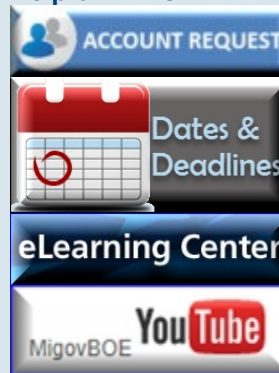 ACCOUNT REQUEST
Dates &
Deadlines
eLearning Center
MigovBOE YouTube